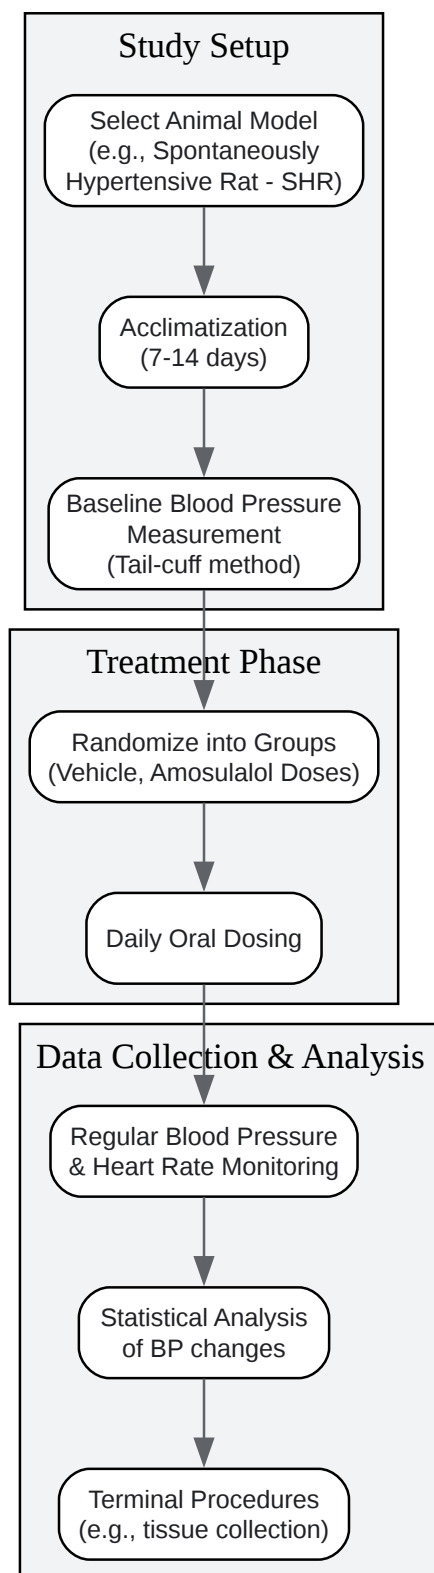 Study Setup
Select Animal Model
(e.g., Spontaneously
Hypertensive Rat - SHR)
Acclimatization
(7-14 days)
Baseline Blood Pressure
Measurement
(Tail-cuff method)
Treatment Phase
Randomize into Groups
(Vehicle, Amosulalol Doses)
Daily Oral Dosing
Data Collection & Analysis
Regular Blood Pressure
& Heart Rate Monitoring
Statistical Analysis
of BP changes
Terminal Procedures
(e.g., tissue collection)